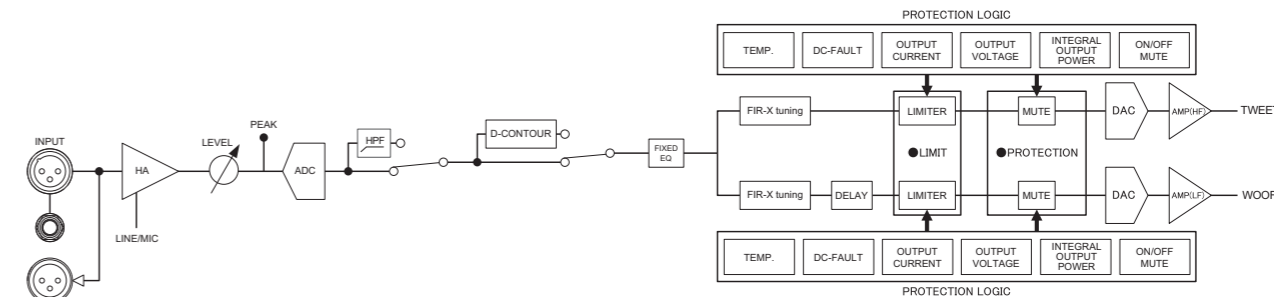 PROTECTION LOGIC
TEMP.
DC-FAULT
OUTPUT
CURRENT
OUTPUT
VOLTAGE
INTEGRAL
OUTPUT
POWER
ON/OFF
MUTE
FIR-X tuning
LIMITER
MUTE
DAC
AMP(HF)
TWEET
INPUT
HA
LINE/MIC
LEVEL
PEAK
ADC
HPF
D-CONTOUR
FIXED
EQ
●LIMIT
●PROTECTION
FIR-X tuning
DELAY
LIMITER
MUTE
DAC
AMP(LF)
WOOF
TEMP.
DC-FAULT
OUTPUT
CURRENT
OUTPUT
VOLTAGE
INTEGRAL
OUTPUT
POWER
ON/OFF
MUTE
PROTECTION LOGIC